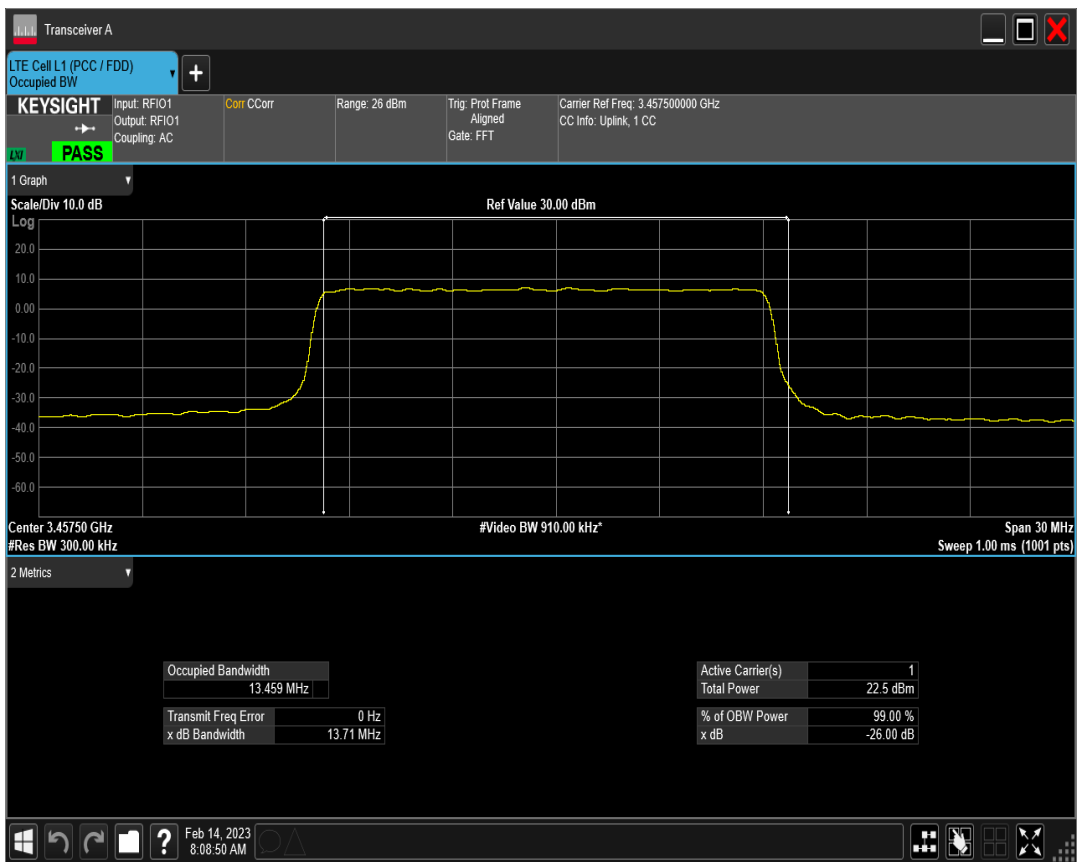 Transceiver A
LTE Cell L1 (PCC / FDD)
Occupied BW
+
KEYSIGHT
LXI
PASS
Input: RFIO1
Output: RFIO1
Coupling: AC
Corr CCorr
Range: 26 dBm
Trig: Prot Frame
Aligned
Gate: FFT
Carrier Ref Freq: 3.457500000 GHz
CC Info: Uplink, 1 CC
1 Graph
Scale/Div 10.0 dB
Ref Value 30.00 dBm
Log
20.0
10.0
0.00
-10.0
-20.0
-30.0
-40.0
-50.0
-60.0
Center 3.45750 GHz
#Video BW 910.00 kHz*
Span 30 MHz
#Res BW 300.00 kHz
Sweep 1.00 ms (1001 pts)
2 Metrics
Occupied Bandwidth
13.459 MHz
Transmit Freq Error 0 Hz
x dB Bandwidth 13.71 MHz
Active Carrier(s) 1
Total Power 22.5 dBm
% of OBW Power 99.00 %
x dB -26.00 dB
?
Feb 14, 2023
8:08:50 AM